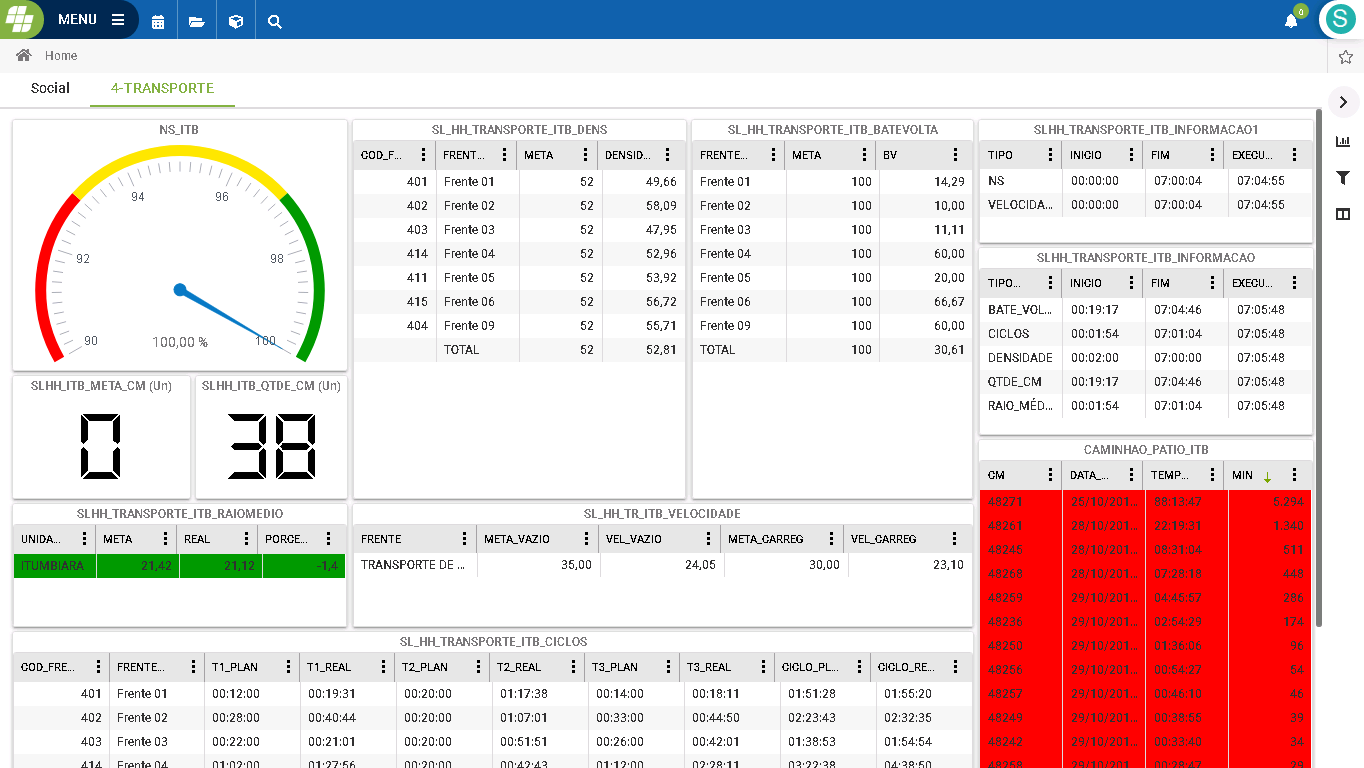 MENU
0
S
Home
Social
4-TRANSPORTE
NS_ITB
94
96
92
98
90
100
100,00 %
SLHH_ITB_META_CM (Un)
0
SLHH_ITB_QTDE_CM (Un)
38
SL_HH_TRANSPORTE_ITB_DENS
COD_F... FRENT... META DENSID...
401 Frente 01 52 49,66
402 Frente 02 52 58,09
403 Frente 03 52 47,95
414 Frente 04 52 52,96
411 Frente 05 52 53,92
415 Frente 06 52 56,72
404 Frente 09 52 55,71
TOTAL 52 52,81
SL_HH_TRANSPORTE_ITB_BATEVOLTA
FRENTE... META BV
Frente 01 100 14,29
Frente 02 100 10,00
Frente 03 100 11,11
Frente 04 100 60,00
Frente 05 100 20,00
Frente 06 100 66,67
Frente 09 100 60,00
TOTAL 100 30,61
SLHH_TRANSPORTE_ITB_INFORMACAO1
TIPO INICIO FIM EXECU...
NS 00:00:00 07:00:04 07:04:55
VELOCIDA... 00:00:00 07:00:04 07:04:55
SLHH_TRANSPORTE_ITB_INFORMACAO
TIPO... INICIO FIM EXECU...
BATE_VOL... 00:19:17 07:04:46 07:05:48
CICLOS 00:01:54 07:01:04 07:05:48
DENSIDADE 00:02:00 07:00:00 07:05:48
QTDE_CM 00:19:17 07:04:46 07:05:48
RAIO_MÉD... 00:01:54 07:01:04 07:05:48
CAMINHAO_PATIO_ITB
CM DATA_... TEMP... MIN
48271 25/10/201... 88:13:47 5.294
48261 28/10/201... 22:19:31 1.340
48245 28/10/201... 08:31:04 511
48268 28/10/201... 07:28:18 448
48259 29/10/201... 04:45:57 286
48236 29/10/201... 02:54:29 174
48250 29/10/201... 01:36:06 96
48256 29/10/201... 00:54:27 54
48257 29/10/201... 00:46:10 46
48249 29/10/201... 00:38:55 39
48242 29/10/201... 00:33:40 34
48258 29/10/201... 00:28:47 29
SLHH_TRANSPORTE_ITB_RAIOMEDIO
UNIDA... META REAL PORCE...
ITUMBIARA 21,42 21,12 -1,4
SL_HH_TR_ITB_VELOCIDADE
FRENTE META_VAZIO VEL_VAZIO META_CARREG VEL_CARREG
TRANSPORTE DE ... 35,00 24,05 30,00 23,10
SL_HH_TRANSPORTE_ITB_CICLOS
COD_FRE... FRENTE... T1_PLAN T1_REAL T2_PLAN T2_REAL T3_PLAN T3_REAL CICLO_PL... CICLO_RE...
401 Frente 01 00:12:00 00:19:31 00:20:00 01:17:38 00:14:00 00:18:11 01:51:28 01:55:20
402 Frente 02 00:28:00 00:40:44 00:20:00 01:07:01 00:33:00 00:44:50 02:23:43 02:32:35
403 Frente 03 00:22:00 00:21:01 00:20:00 00:51:51 00:26:00 00:42:01 01:38:53 01:54:54
414 Frente 04 01:02:00 01:27:56 00:20:00 00:42:43 01:12:00 02:28:11 03:22:38 04:38:50